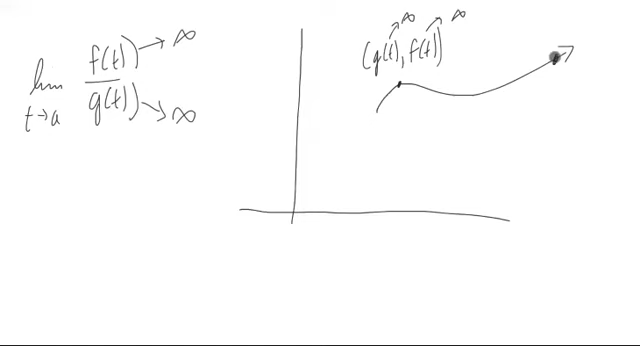 lim f(t) → ∞
t→a g(t) → ∞
∞ ∞
(g(t), f(t))